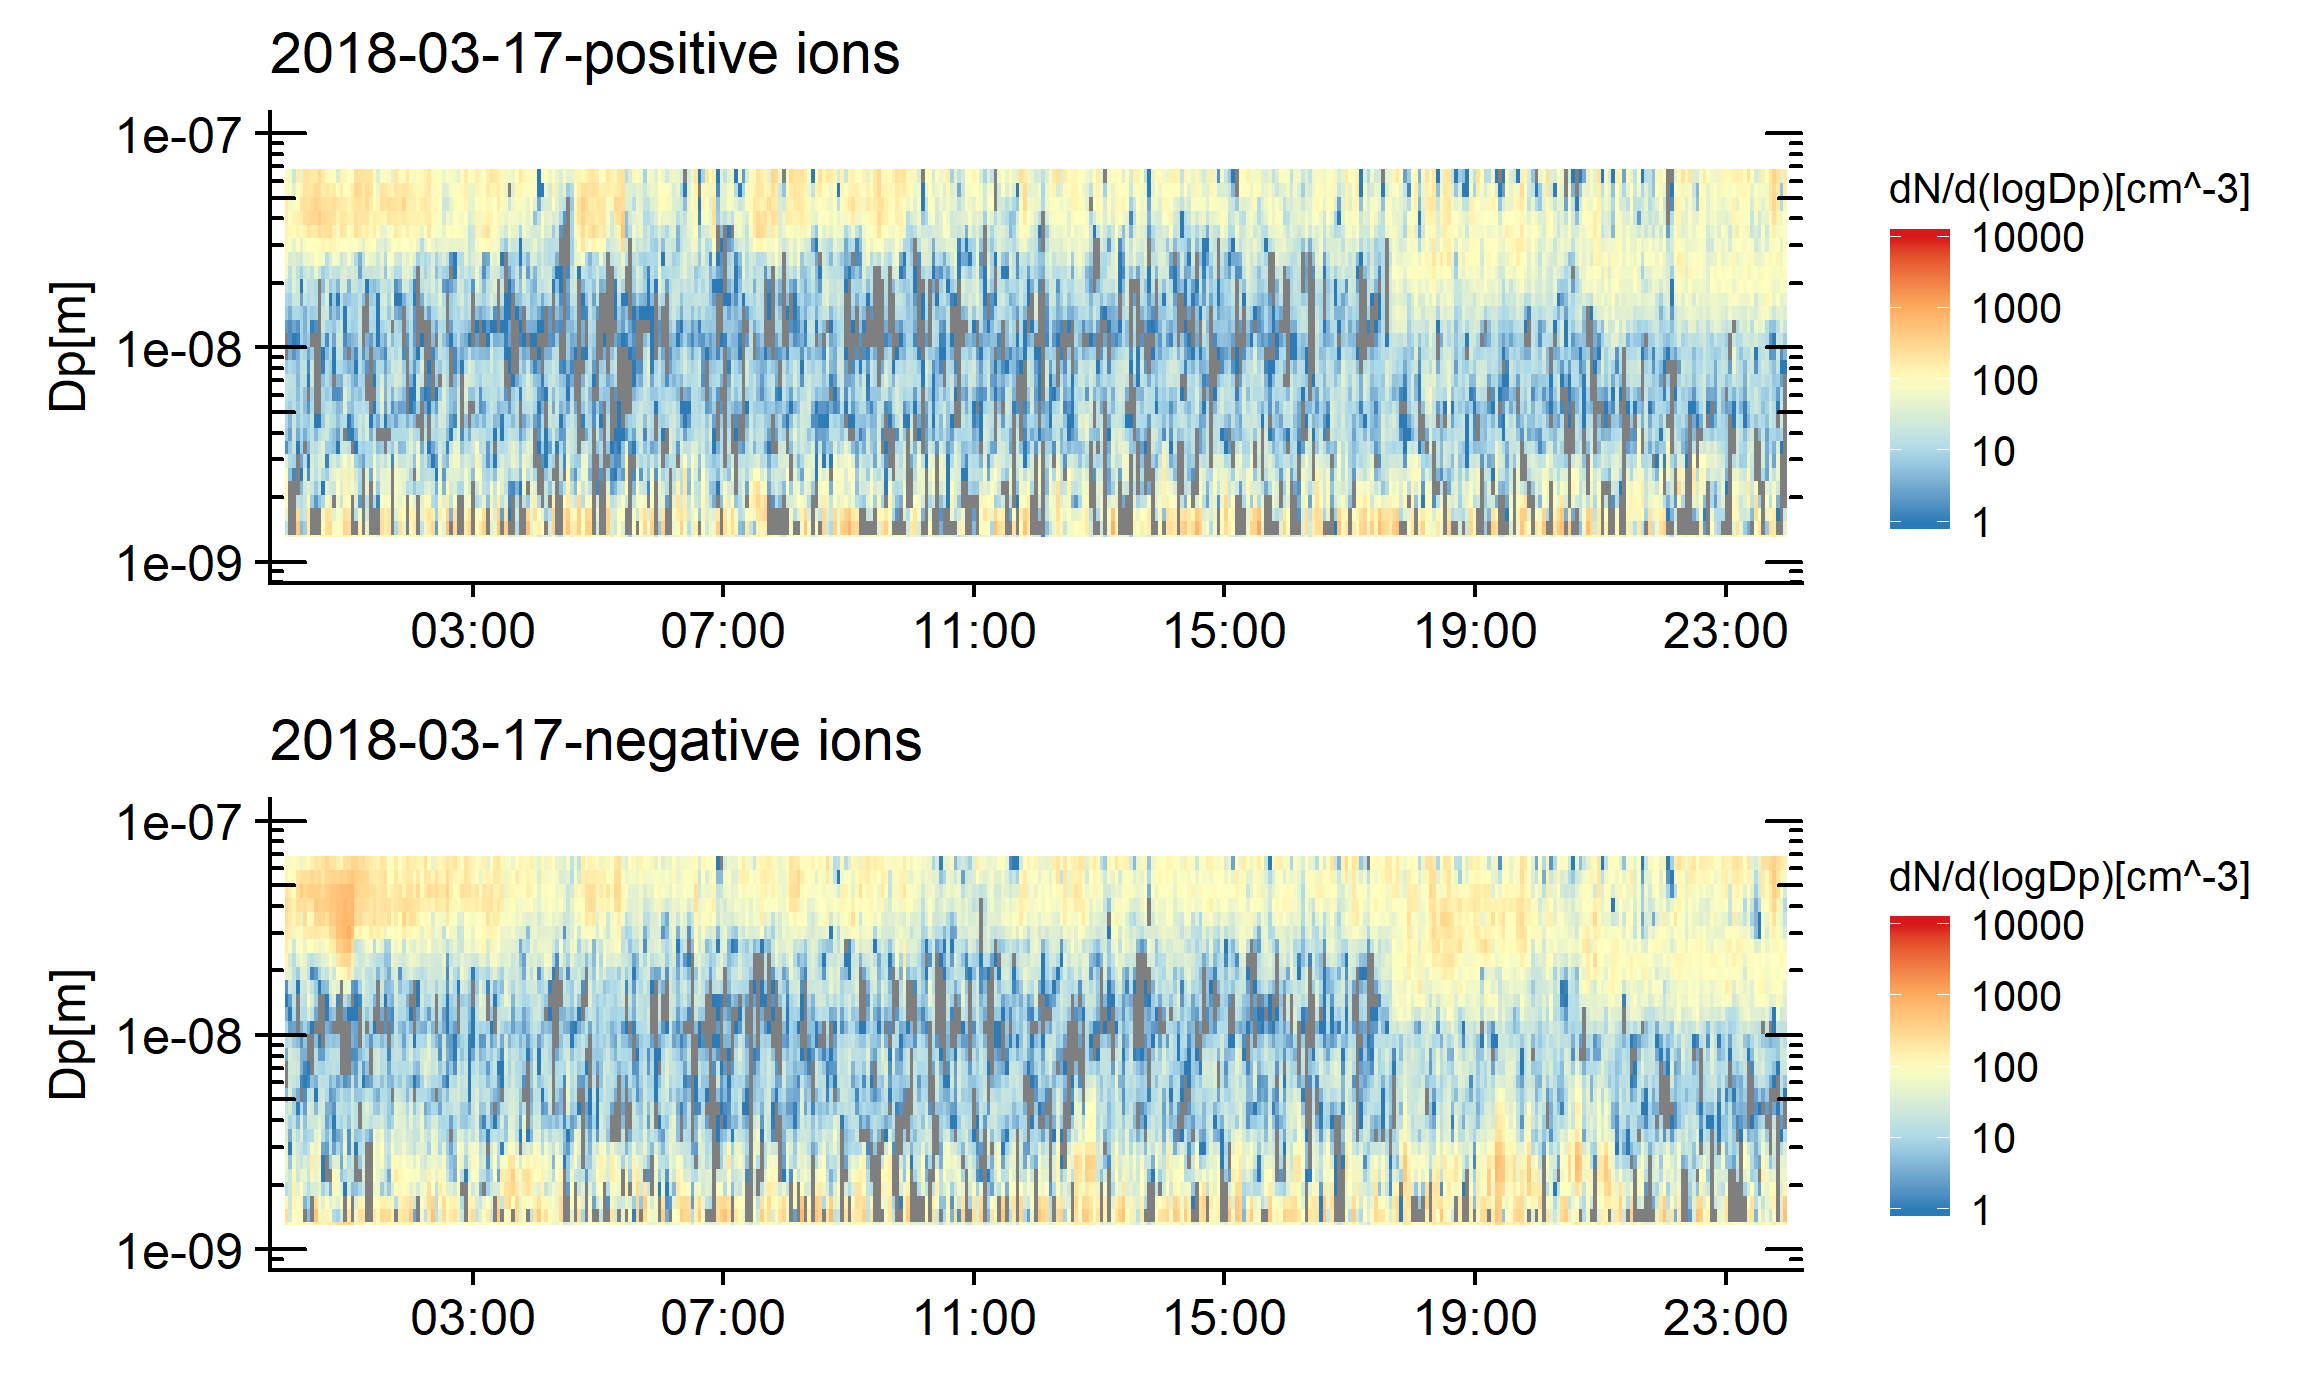 2018-03-17-positive ions
1e-07
1e-08
1e-09
Dp[m]
03:00 07:00 11:00 15:00 19:00 23:00
dN/d(logDp)[cm^-3]
10000
1000
100
10
1
2018-03-17-negative ions
1e-07
1e-08
1e-09
Dp[m]
03:00 07:00 11:00 15:00 19:00 23:00
dN/d(logDp)[cm^-3]
10000
1000
100
10
1